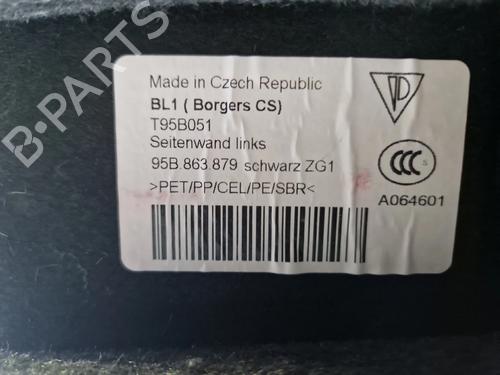 Made in Czech Republic
BL1 ( Borgers CS)
T95B051
Seitenwand links
95B.863.879 schwarz ZG1
>PET/PP/CEL/PE/SBR<
CCC S
A064601
B-PARTS